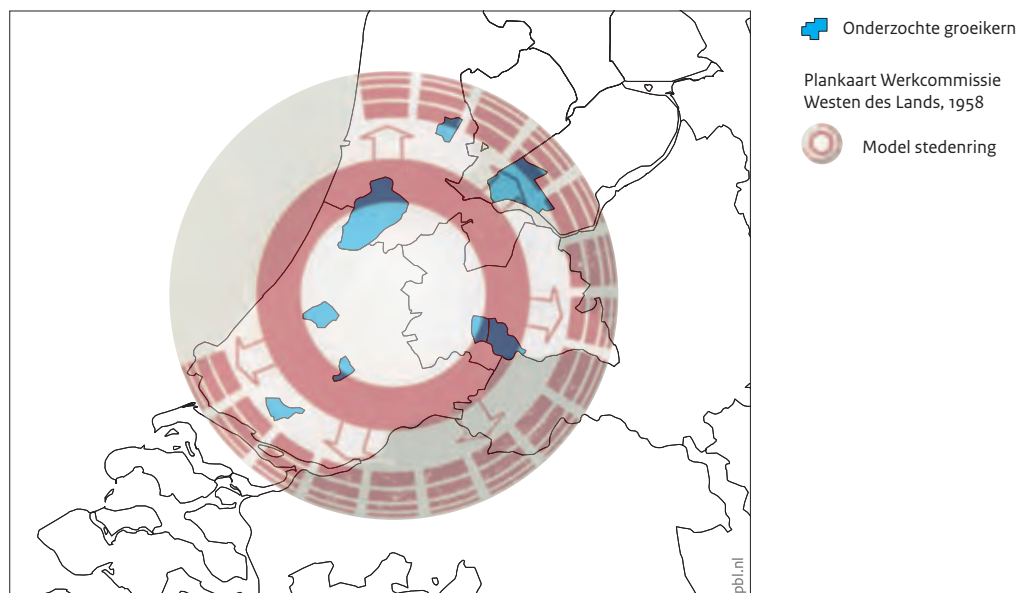 Onderzochte groeikern
Plankaart Werkcommissie
Westen des Lands, 1958
Model stedenring
pbl.nl